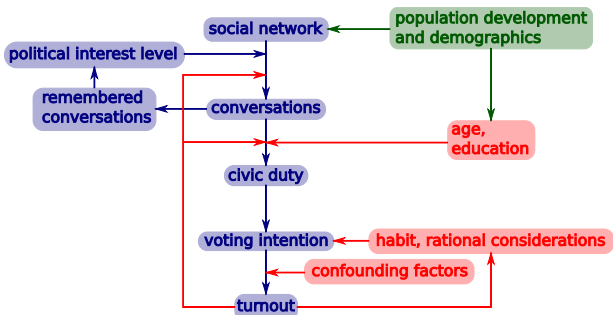 population development
and demographics
social network
political interest level
remembered
conversations
conversations
age,
education
civic duty
voting intention
habit, rational considerations
confounding factors
turnout